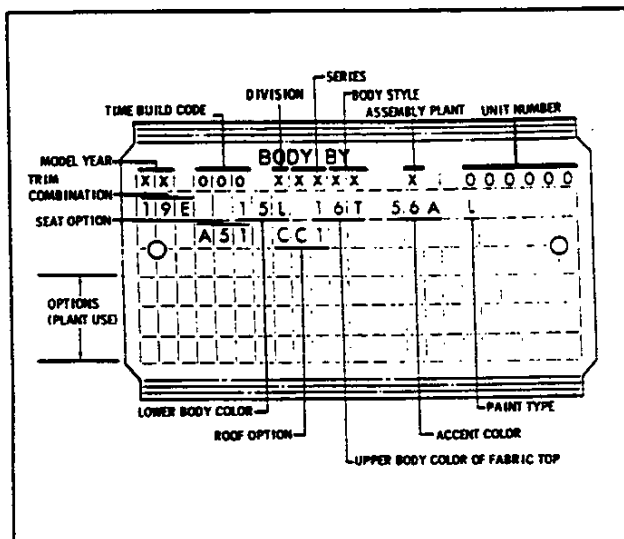 SERIES
DIVISION BODY STYLE
TIME BUILD CODE ASSEMBLY PLANT UNIT NUMBER
MODEL YEAR BODY BY
TRIM X X 0 0 0 X X X X X X 0 0 0 0 0 0
COMBINATION 1 9 E 1 5 L 1 6 T 5 6 A L
SEAT OPTION
A 5 1 C C 1
OPTIONS
(PLANT USE)
LOWER BODY COLOR PAINT TYPE
ROOF OPTION ACCENT COLOR
UPPER BODY COLOR OF FABRIC TOP